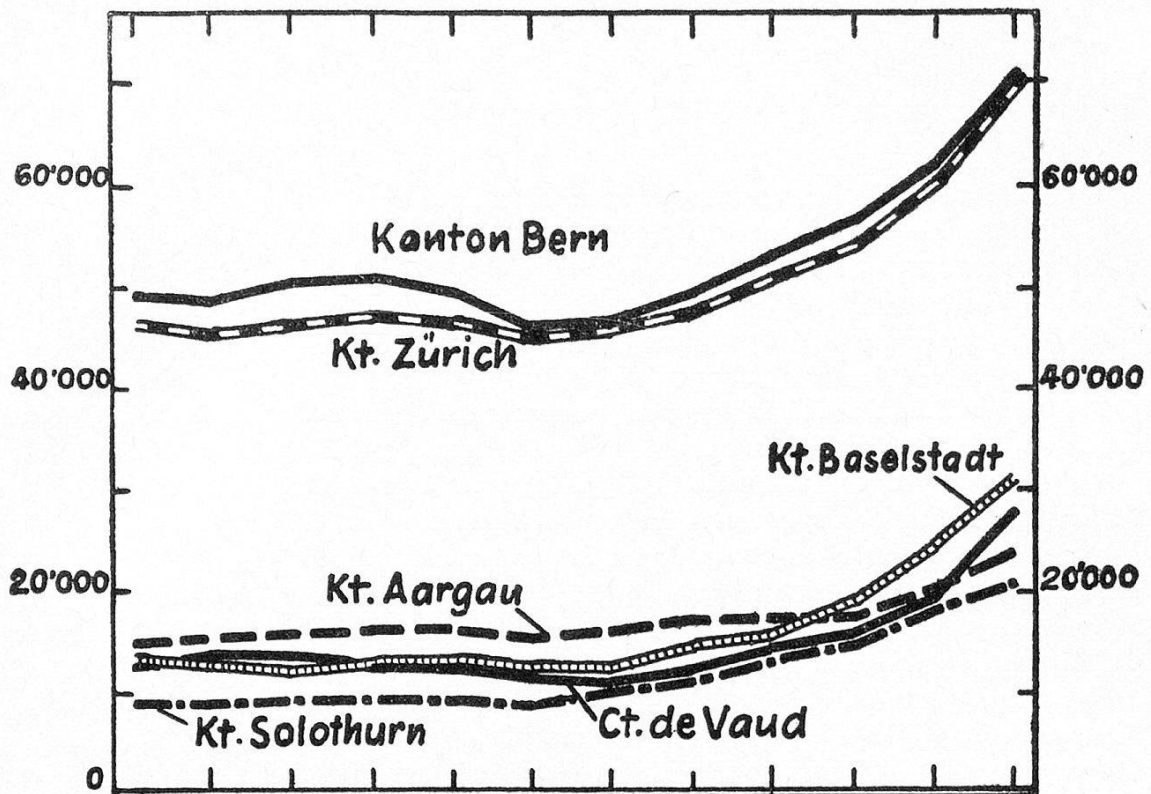 60'000 60'000
Kanton Bern
Kt. Zürich
40'000 40'000
Kt. Baselstadt
20'000 20'000
Kt. Aargau
Kt. Solothurn
Ct. de Vaud
0